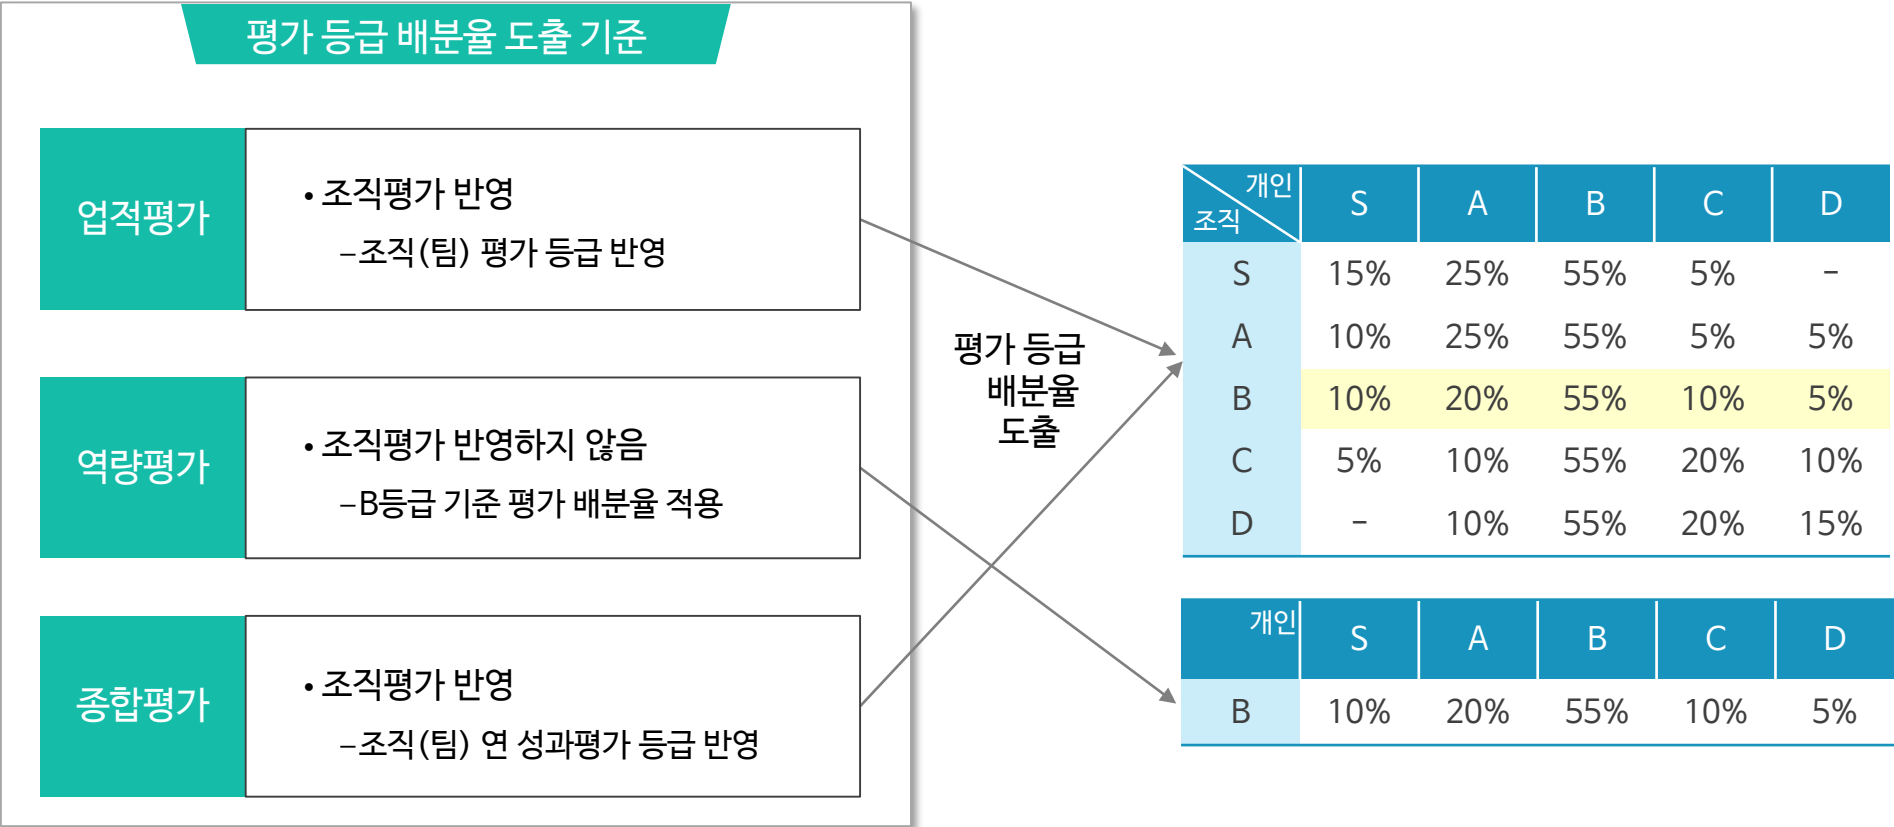 평가 등급 배분율 도출 기준
업적평가
• 조직평가 반영
–조직(팀) 평가 등급 반영
역량평가
• 조직평가 반영하지 않음
–B등급 기준 평가 배분율 적용
종합평가
• 조직평가 반영
–조직(팀) 연 성과평가 등급 반영
평가 등급
배분율
도출
개인
조직
S A B C D
S 15% 25% 55% 5% –
A 10% 25% 55% 5% 5%
B 10% 20% 55% 10% 5%
C 5% 10% 55% 20% 10%
D – 10% 55% 20% 15%
개인 S A B C D
B 10% 20% 55% 10% 5%